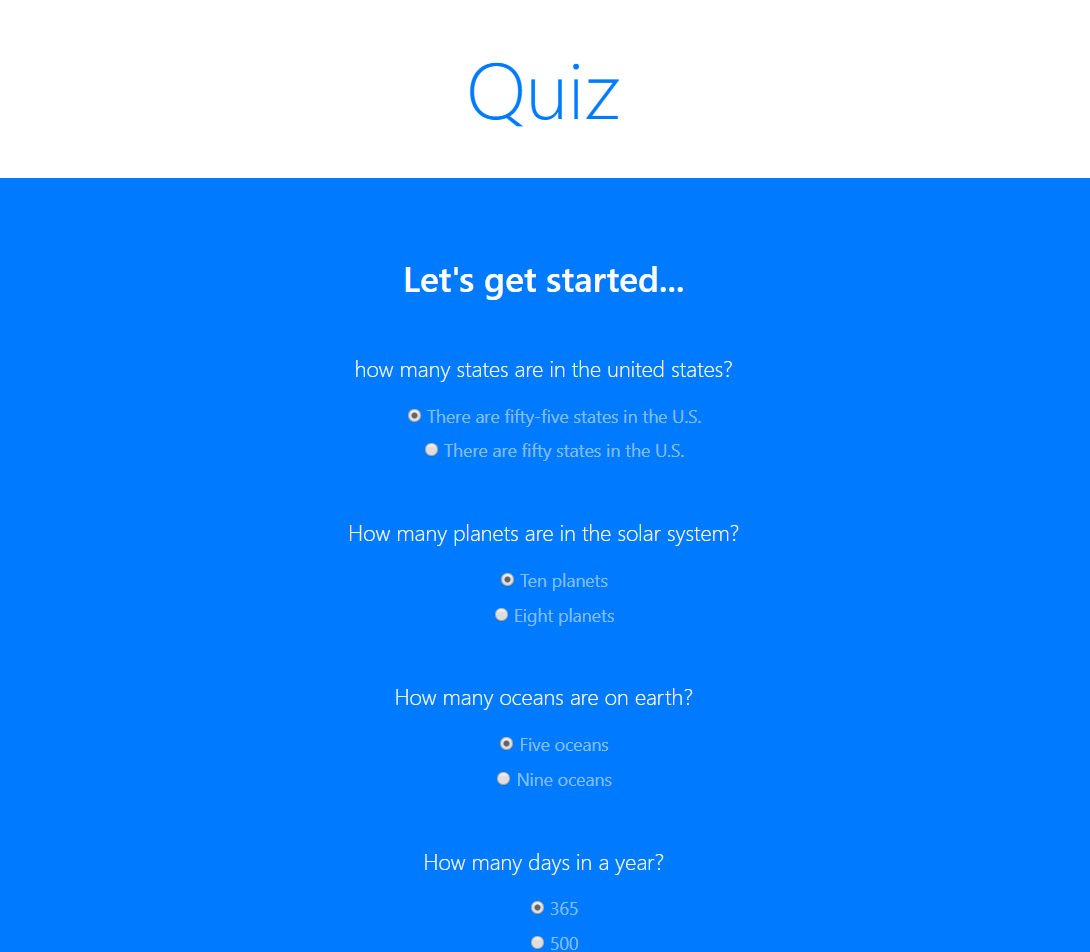 Quiz
Let's get started...
how many states are in the united states?
There are fifty-five states in the U.S.
There are fifty states in the U.S.
How many planets are in the solar system?
Ten planets
Eight planets
How many oceans are on earth?
Five oceans
Nine oceans
How many days in a year?
365
500